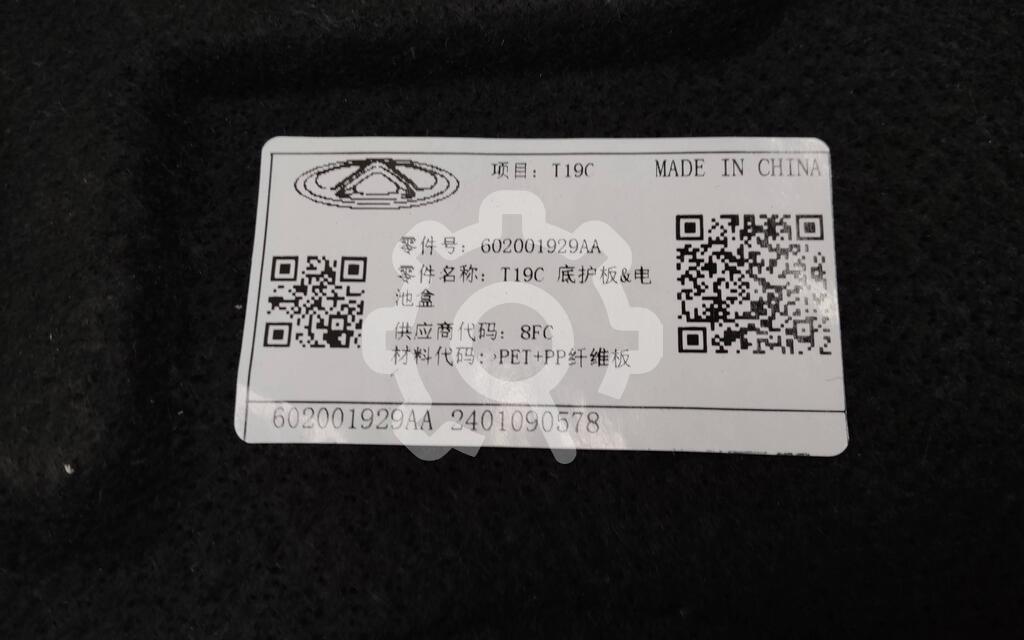 项目: T19C
MADE IN CHINA
零件号: 602001929AA
零件名称: T19C 底护板&电
池盒
供应商代码: 8FC
材料代码: >PET+PP纤维板
602001929AA 2401090578